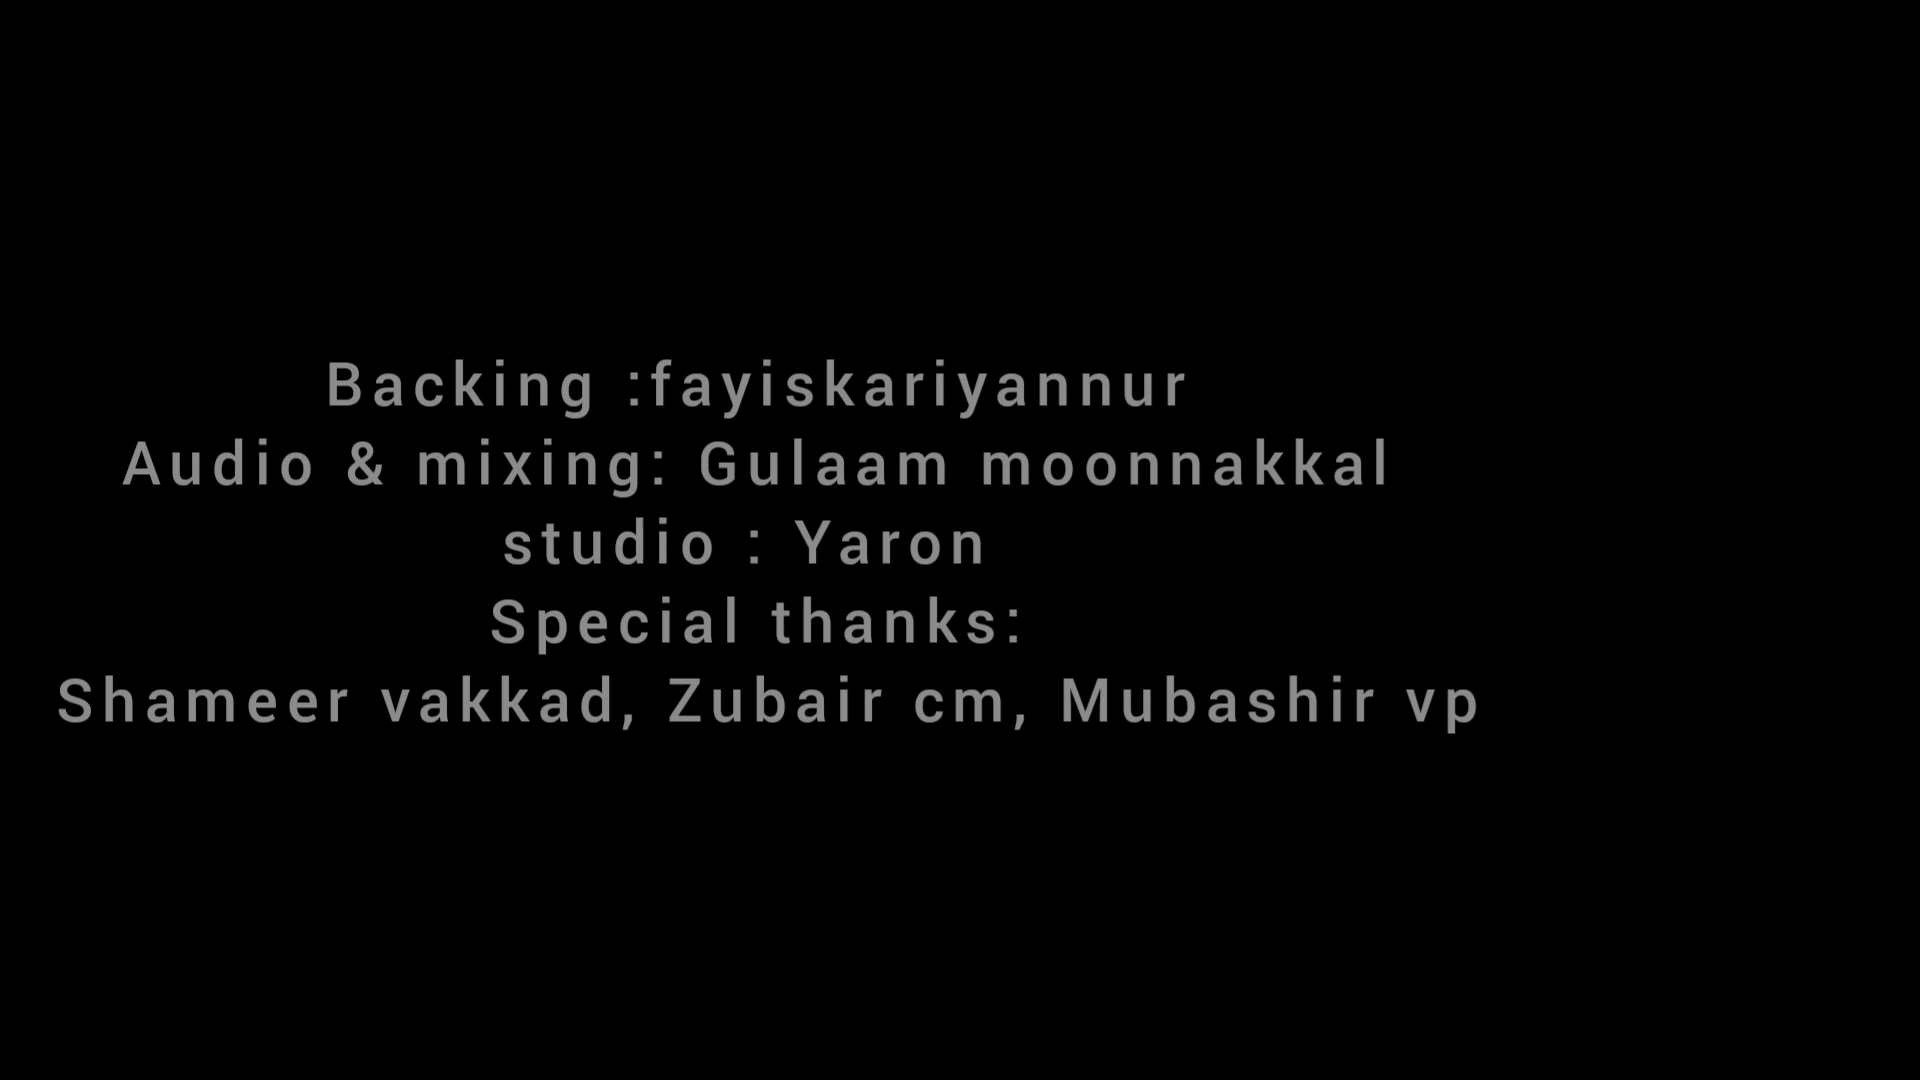 Backing :fayiskariyannur
Audio & mixing: Gulaam moonnakkal
studio : Yaron
Special thanks:
Shameer vakkad, Zubair cm, Mubashir vp